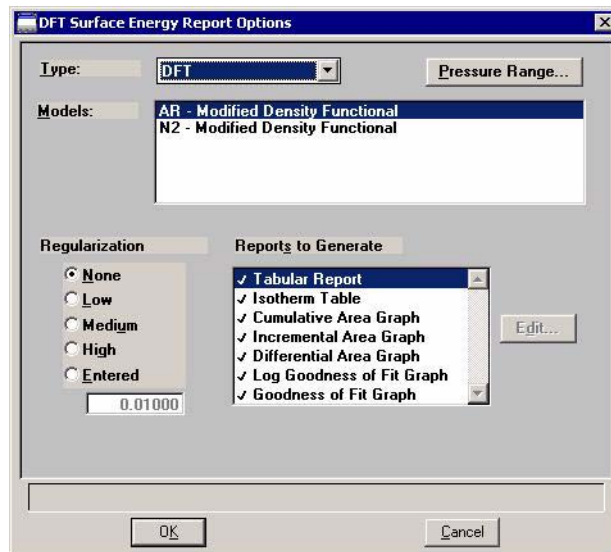 DFT Surface Energy Report Options
Type: DFT Pressure Range...
Models: AR - Modified Density Functional
N2 - Modified Density Functional
Regularization Reports to Generate
None
Low
Medium
High
Entered
0.01000
✓ Tabular Report
✓ Isotherm Table
✓ Cumulative Area Graph
✓ Incremental Area Graph
✓ Differential Area Graph
✓ Log Goodness of Fit Graph
✓ Goodness of Fit Graph
Edit...
OK Cancel